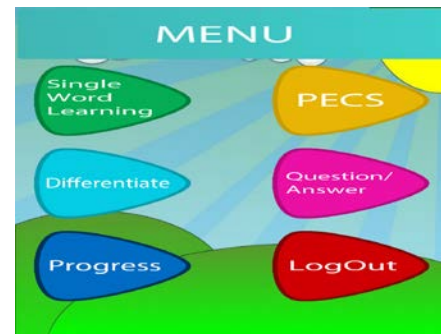 MENU
Single
Word
Learning
PECS
Differentiate
Question/
Answer
Progress
LogOut